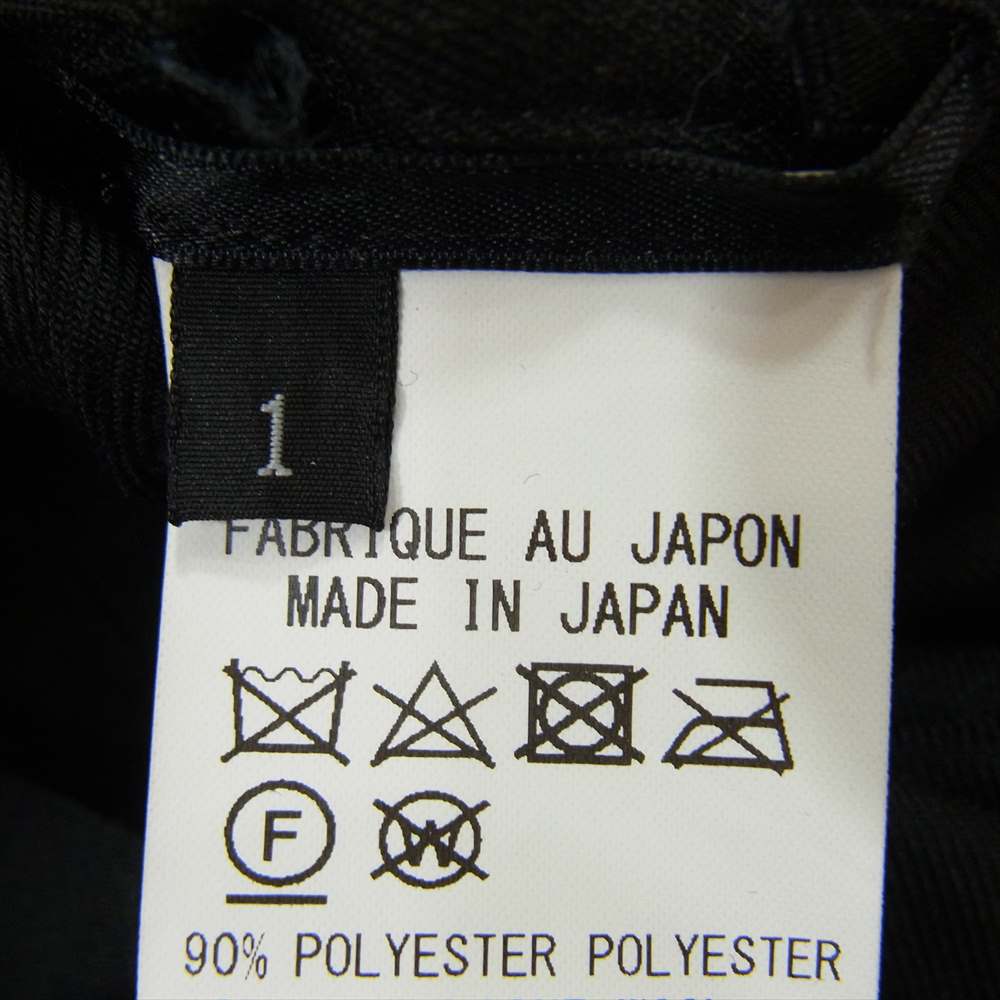 1
FABRIQUE AU JAPON
MADE IN JAPAN
F W
90% POLYESTER POLYESTER